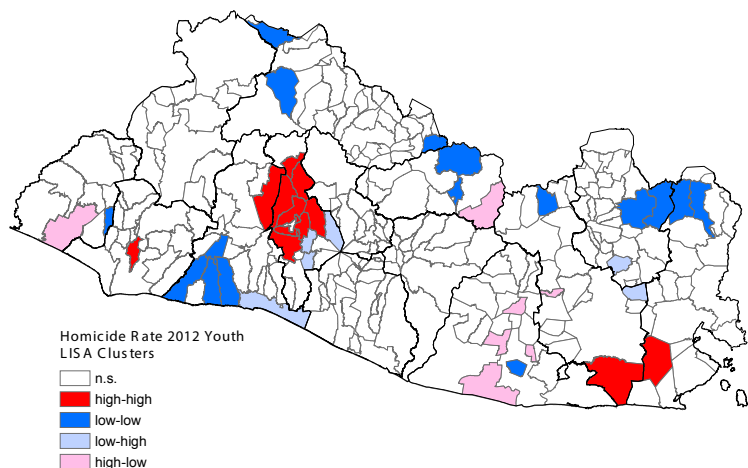 Homicide Rate 2012 Youth
LISA Clusters
n.s.
high-high
low-low
low-high
high-low